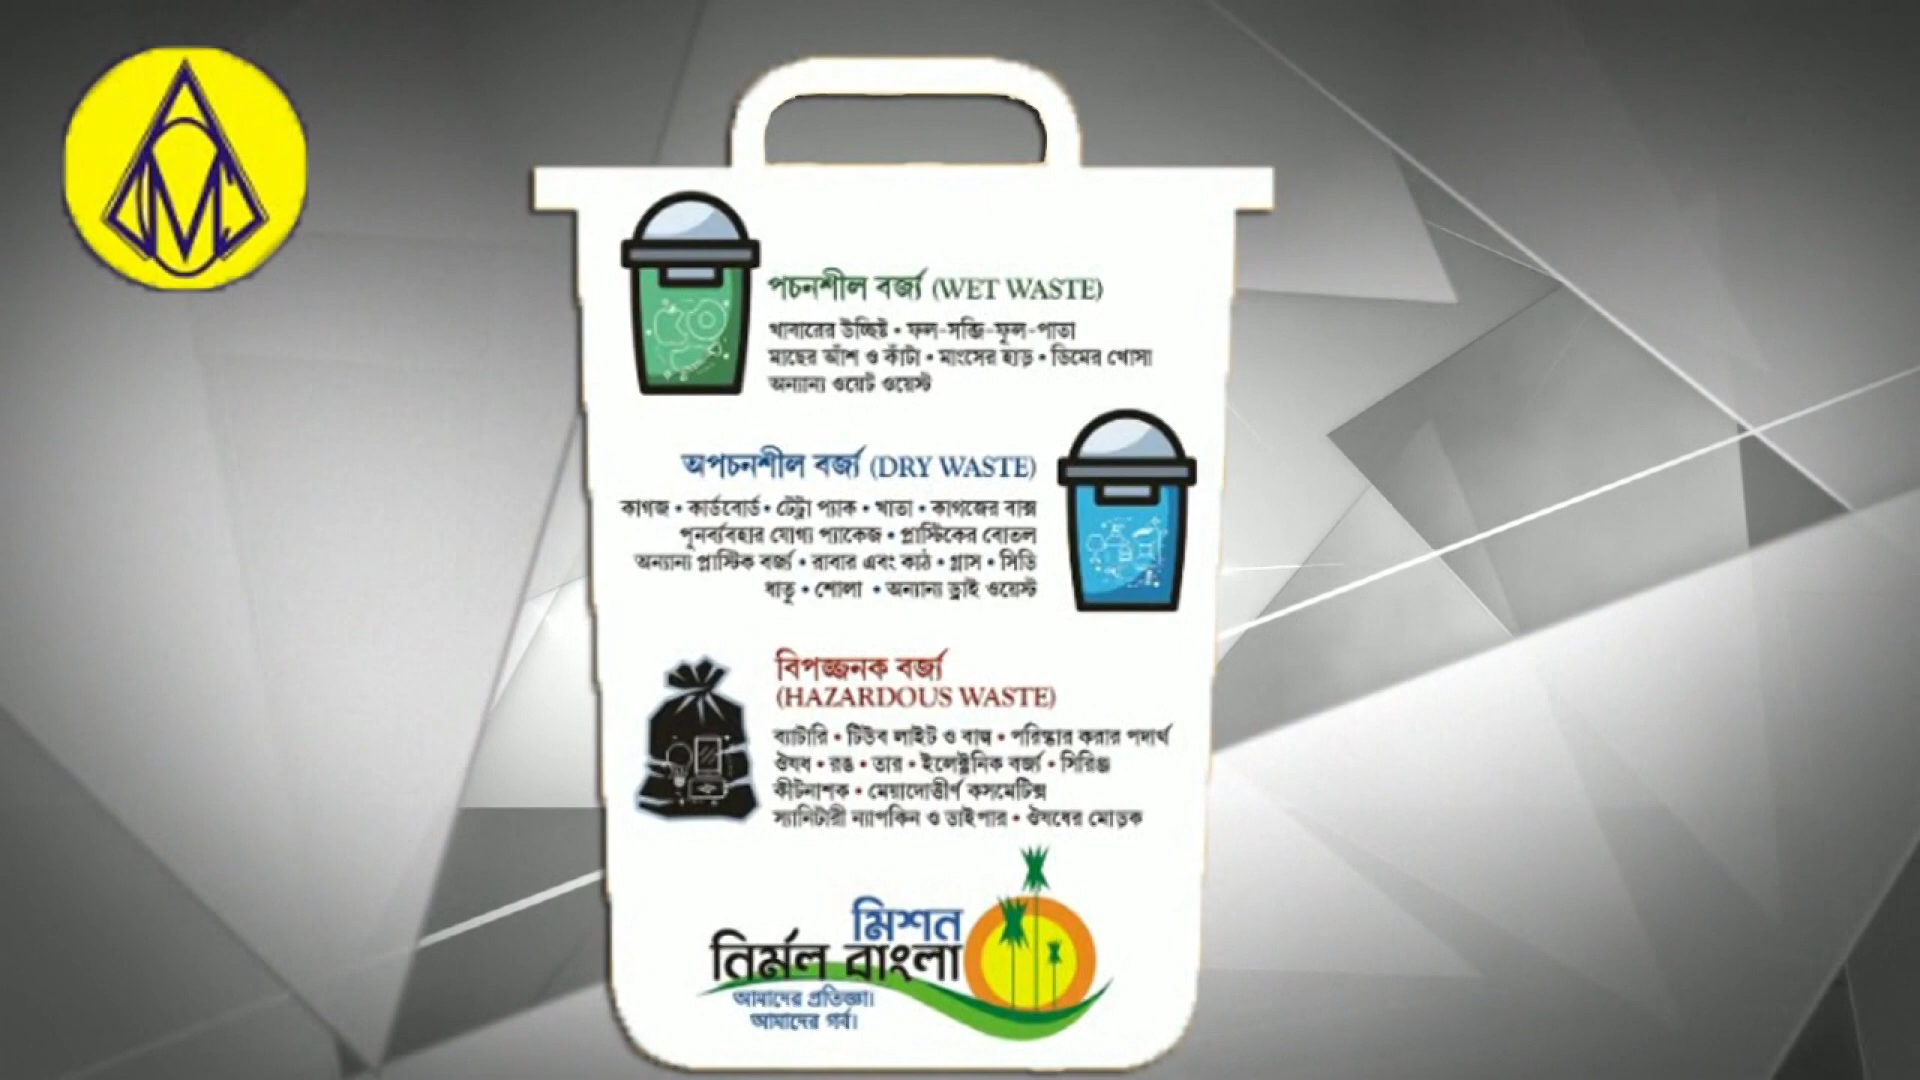 পচনশীল বর্জ্য (WET WASTE)
খাবারের উচ্ছিষ্ট • ফল-সব্জি-ফুল-পাতা
মাছের আঁশ ও কাঁটা • মাংসের হাড় • ডিমের খোসা
অন্যান্য ওয়েট ওয়েস্ট
অপচনশীল বর্জ্য (DRY WASTE)
কাগজ • কার্ডবোর্ড • টেট্রা প্যাক • খাতা • কাগজের বাক্স
পুনর্ব্যবহার যোগ্য প্যাকেজ • প্লাস্টিকের বোতল
অন্যান্য প্লাস্টিক বর্জ্য • রাবার এবং কাঠ • গ্লাস • সিডি
ধাতু • শোলা • অন্যান্য ড্রাই ওয়েস্ট
বিপজ্জনক বর্জ্য
(HAZARDOUS WASTE)
ব্যাটারি • টিউব লাইট ও বাল্ব • পরিস্কার করার পদার্থ
ঔষধ • রঙ • তার • ইলেক্ট্রনিক বর্জ্য • সিরিঞ্জ
কীটনাশক • মেয়াদোত্তীর্ণ কসমেটিক্স
স্যানিটারী ন্যাপকিন ও ডাইপার • ঔষধের মোড়ক
মিশন
নির্মল বাংলা
আমাদের প্রতিজ্ঞা।
আমাদের গর্ব।